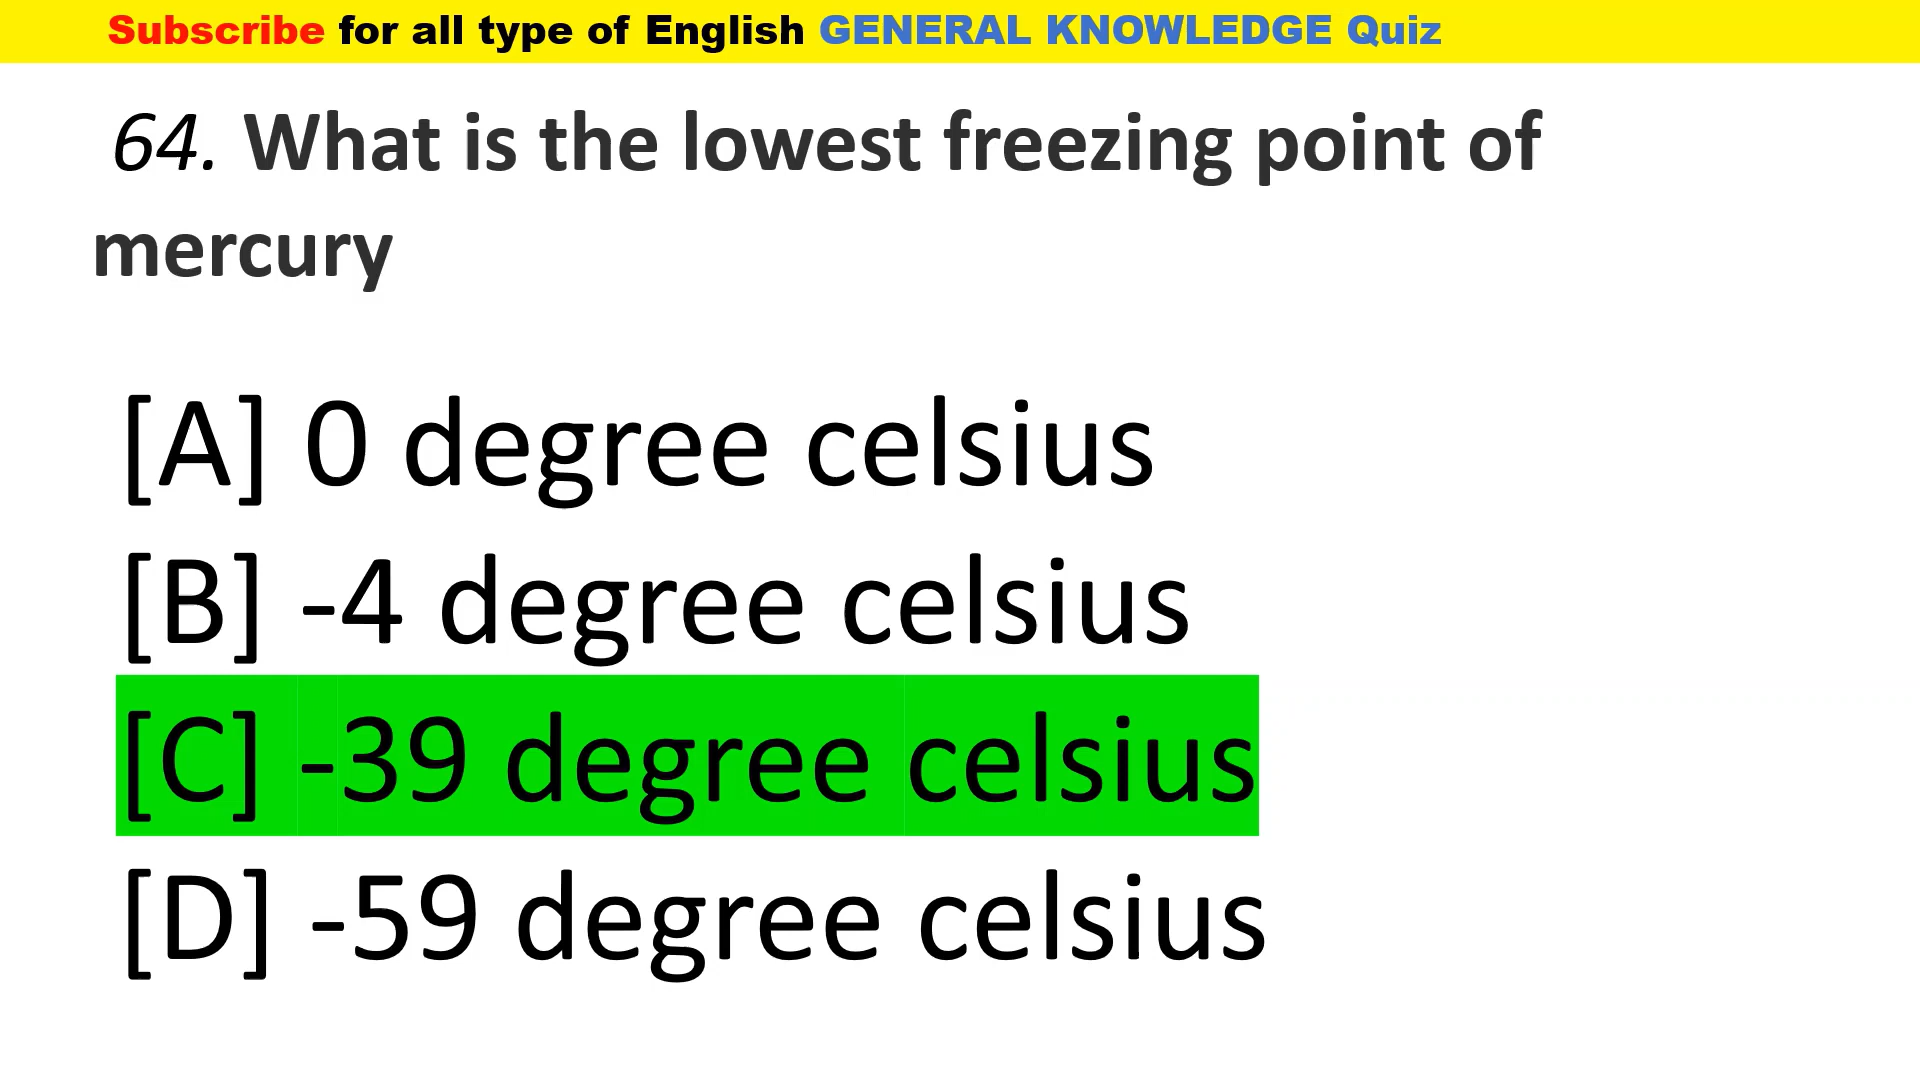 Subscribe for all type of English GENERAL KNOWLEDGE Quiz
64. What is the lowest freezing point of
mercury
[A] 0 degree celsius
[B] -4 degree celsius
[C] -39 degree celsius
[D] -59 degree celsius